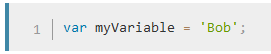 1 var myVariable = 'Bob';